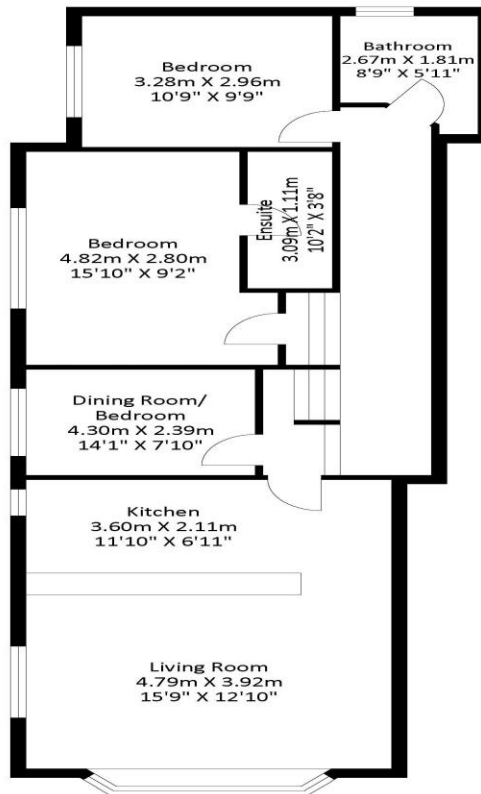 Bedroom
3.28m X 2.96m
10'9" X 9'9"
Bathroom
2.67m X 1.81m
8'9" X 5'11"
Bedroom
4.82m X 2.80m
15'10" X 9'2"
Ensuite
3.09m X 1.11m
10'2" X 3'8"
Dining Room/
Bedroom
4.30m X 2.39m
14'1" X 7'10"
Kitchen
3.60m X 2.11m
11'10" X 6'11"
Living Room
4.79m X 3.92m
15'9" X 12'10"